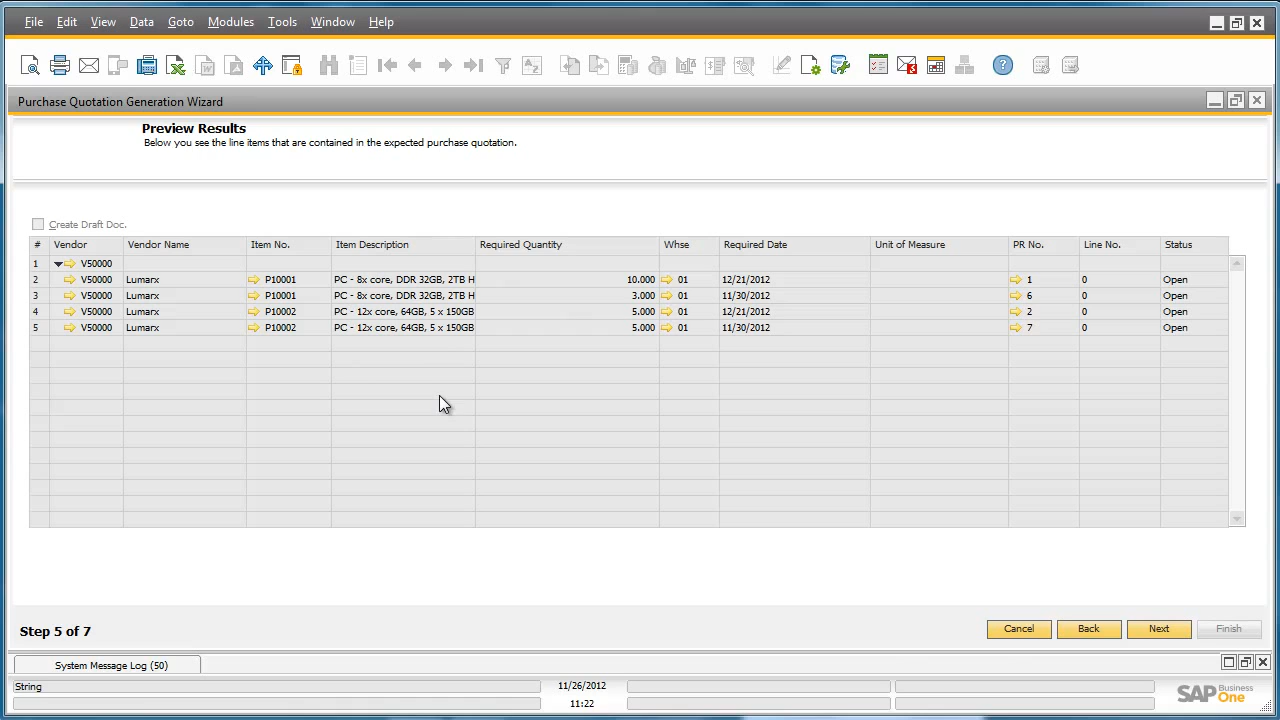 File Edit View Data Goto Modules Tools Window Help
Purchase Quotation Generation Wizard
Preview Results
Below you see the line items that are contained in the expected purchase quotation.
Create Draft Doc.
# Vendor Vendor Name Item No. Item Description Required Quantity Whse Required Date Unit of Measure PR No. Line No. Status
1 V50000
2 V50000 Lumarx P10001 PC - 8x core, DDR 32GB, 2TB H 10.000 01 12/21/2012 1 0 Open
3 V50000 Lumarx P10001 PC - 8x core, DDR 32GB, 2TB H 3.000 01 11/30/2012 6 0 Open
4 V50000 Lumarx P10002 PC - 12x core, 64GB, 5 x 150GB 5.000 01 12/21/2012 2 0 Open
5 V50000 Lumarx P10002 PC - 12x core, 64GB, 5 x 150GB 5.000 01 11/30/2012 7 0 Open
Step 5 of 7
Cancel Back Next Finish
System Message Log (50)
String 11/26/2012
11:22
SAP Business One